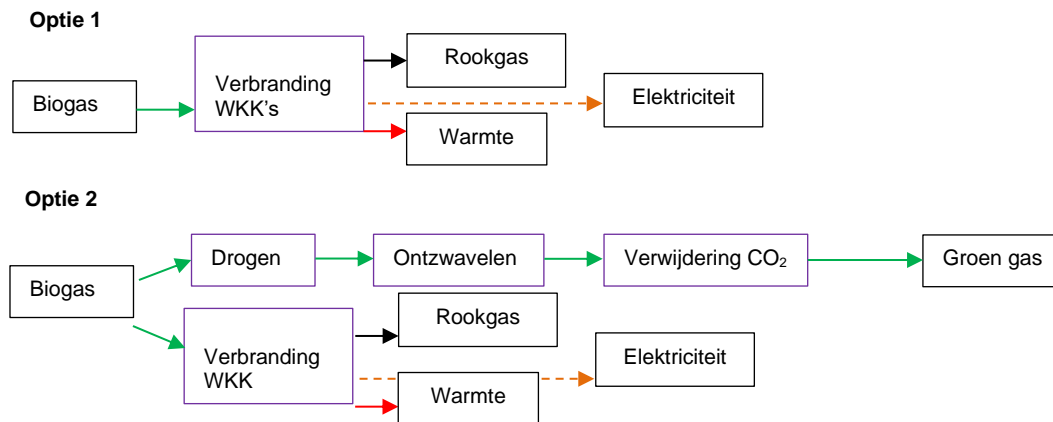 Optie 1
Biogas
Verbranding
WKK's
Rookgas
Elektriciteit
Warmte
Optie 2
Biogas
Drogen
Ontzwavelen
Verwijdering CO₂
Groen gas
Verbranding
WKK
Rookgas
Elektriciteit
Warmte